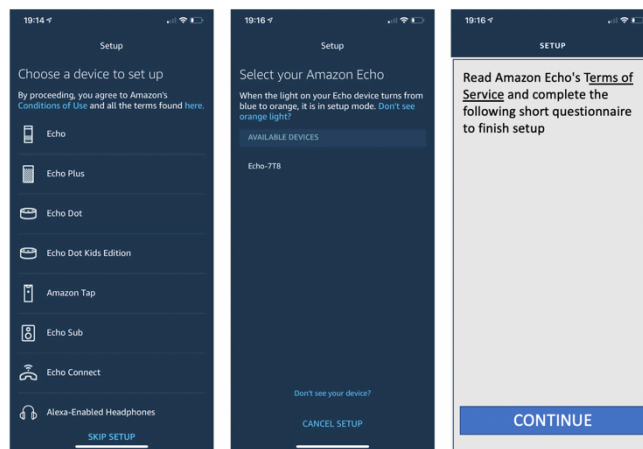 19:14
Setup
Choose a device to set up
By proceeding, you agree to Amazon's
Conditions of Use and all the terms found here.
Echo
Echo Plus
Echo Dot
Echo Dot Kids Edition
Amazon Tap
Echo Sub
Echo Connect
Alexa-Enabled Headphones
SKIP SETUP
19:16
Setup
Select your Amazon Echo
When the light on your Echo device turns from
blue to orange, it is in setup mode. Don't see
orange light?
AVAILABLE DEVICES
Echo-7T8
Don't see your device?
CANCEL SETUP
19:16
SETUP
Read Amazon Echo's Terms of
Service and complete the
following short questionnaire
to finish setup
CONTINUE